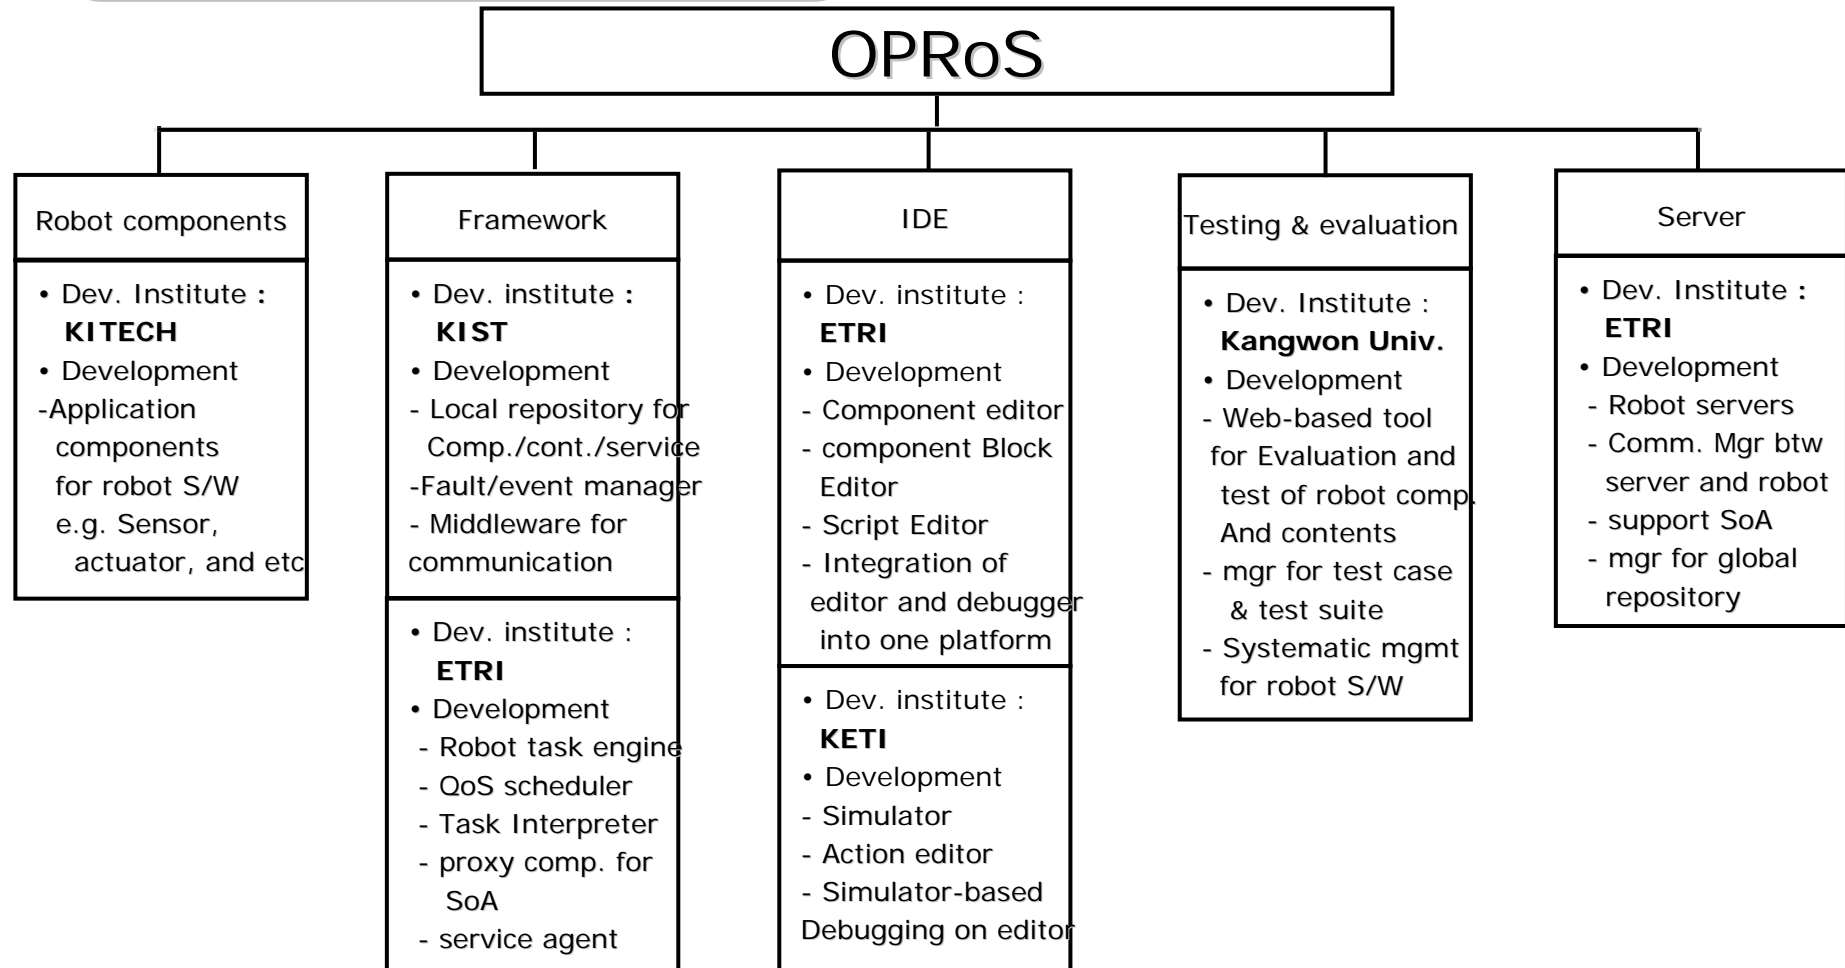 OPRoS
Robot components
• Dev. Institute :
KITECH
• Development
-Application
components
for robot S/W
e.g. Sensor,
actuator, and etc
Framework
• Dev. institute :
KIST
• Development
- Local repository for
Comp./cont./service
-Fault/event manager
- Middleware for
communication
• Dev. institute :
ETRI
• Development
- Robot task engine
- QoS scheduler
- Task Interpreter
- proxy comp. for
SoA
- service agent
IDE
• Dev. institute :
ETRI
• Development
- Component editor
- component Block
Editor
- Script Editor
- Integration of
editor and debugger
into one platform
• Dev. institute :
KETI
• Development
- Simulator
- Action editor
- Simulator-based
Debugging on editor
Testing & evaluation
• Dev. Institute :
Kangwon Univ.
• Development
- Web-based tool
for Evaluation and
test of robot comp.
And contents
- mgr for test case
& test suite
- Systematic mgmt
for robot S/W
Server
• Dev. Institute :
ETRI
• Development
- Robot servers
- Comm. Mgr btw
server and robot
- support SoA
- mgr for global
repository